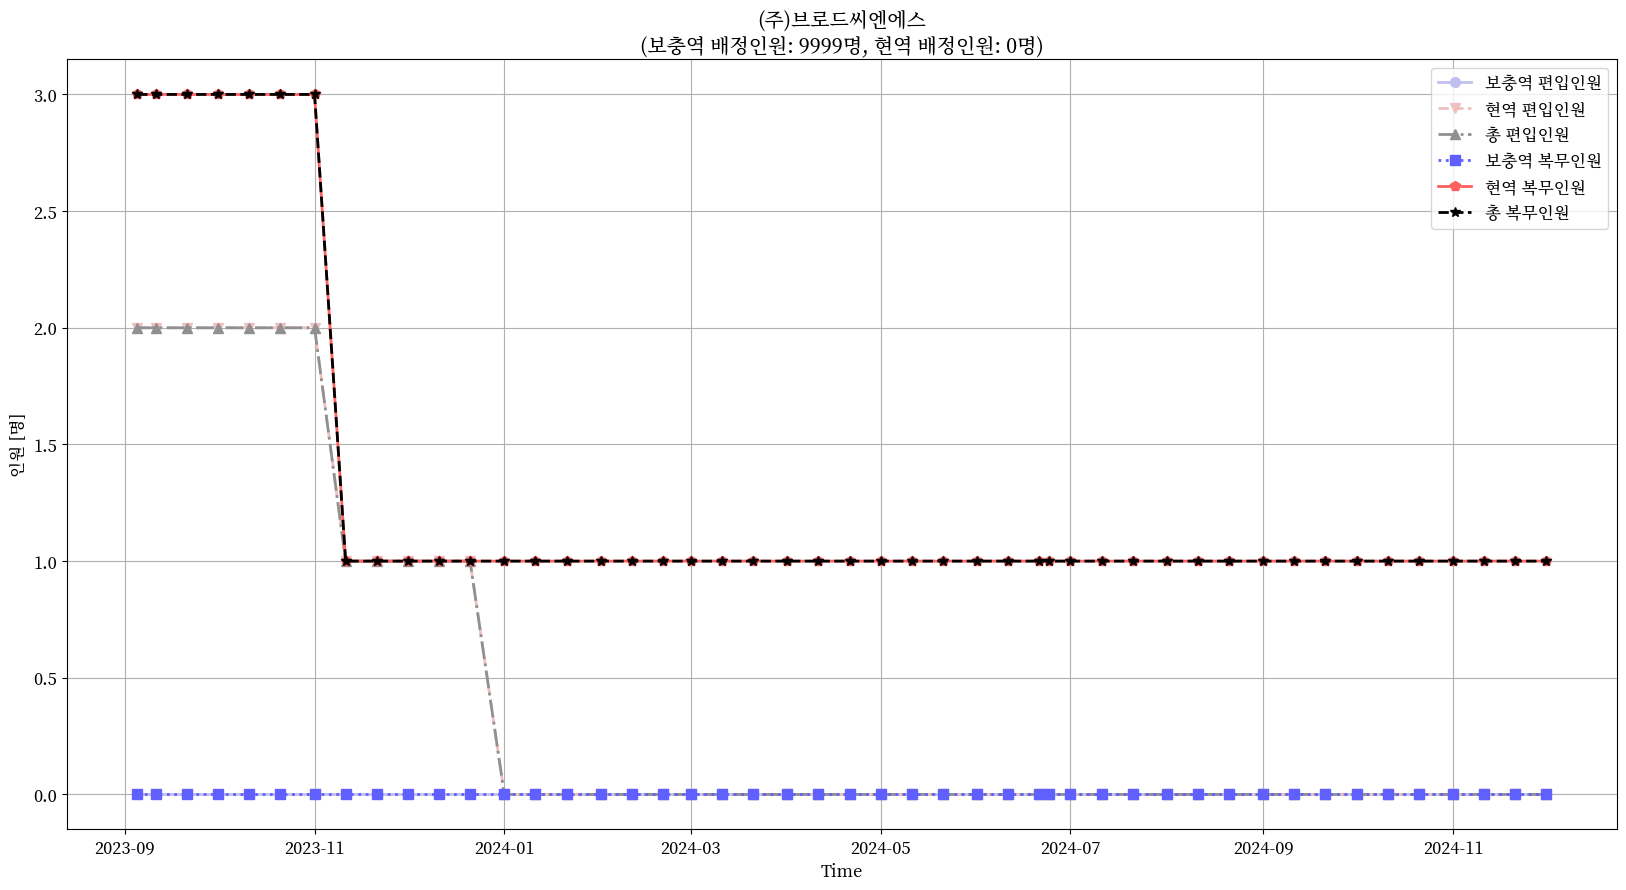 (주)브로드씨엔에스
(보충역 배정인원: 9999명, 현역 배정인원: 0명)
보충역 편입인원
현역 편입인원
총 편입인원
보충역 복무인원
현역 복무인원
총 복무인원
인원 [명]
3.0
2.5
2.0
1.5
1.0
0.5
0.0
2023-09 2023-11 2024-01 2024-03 2024-05 2024-07 2024-09 2024-11
Time